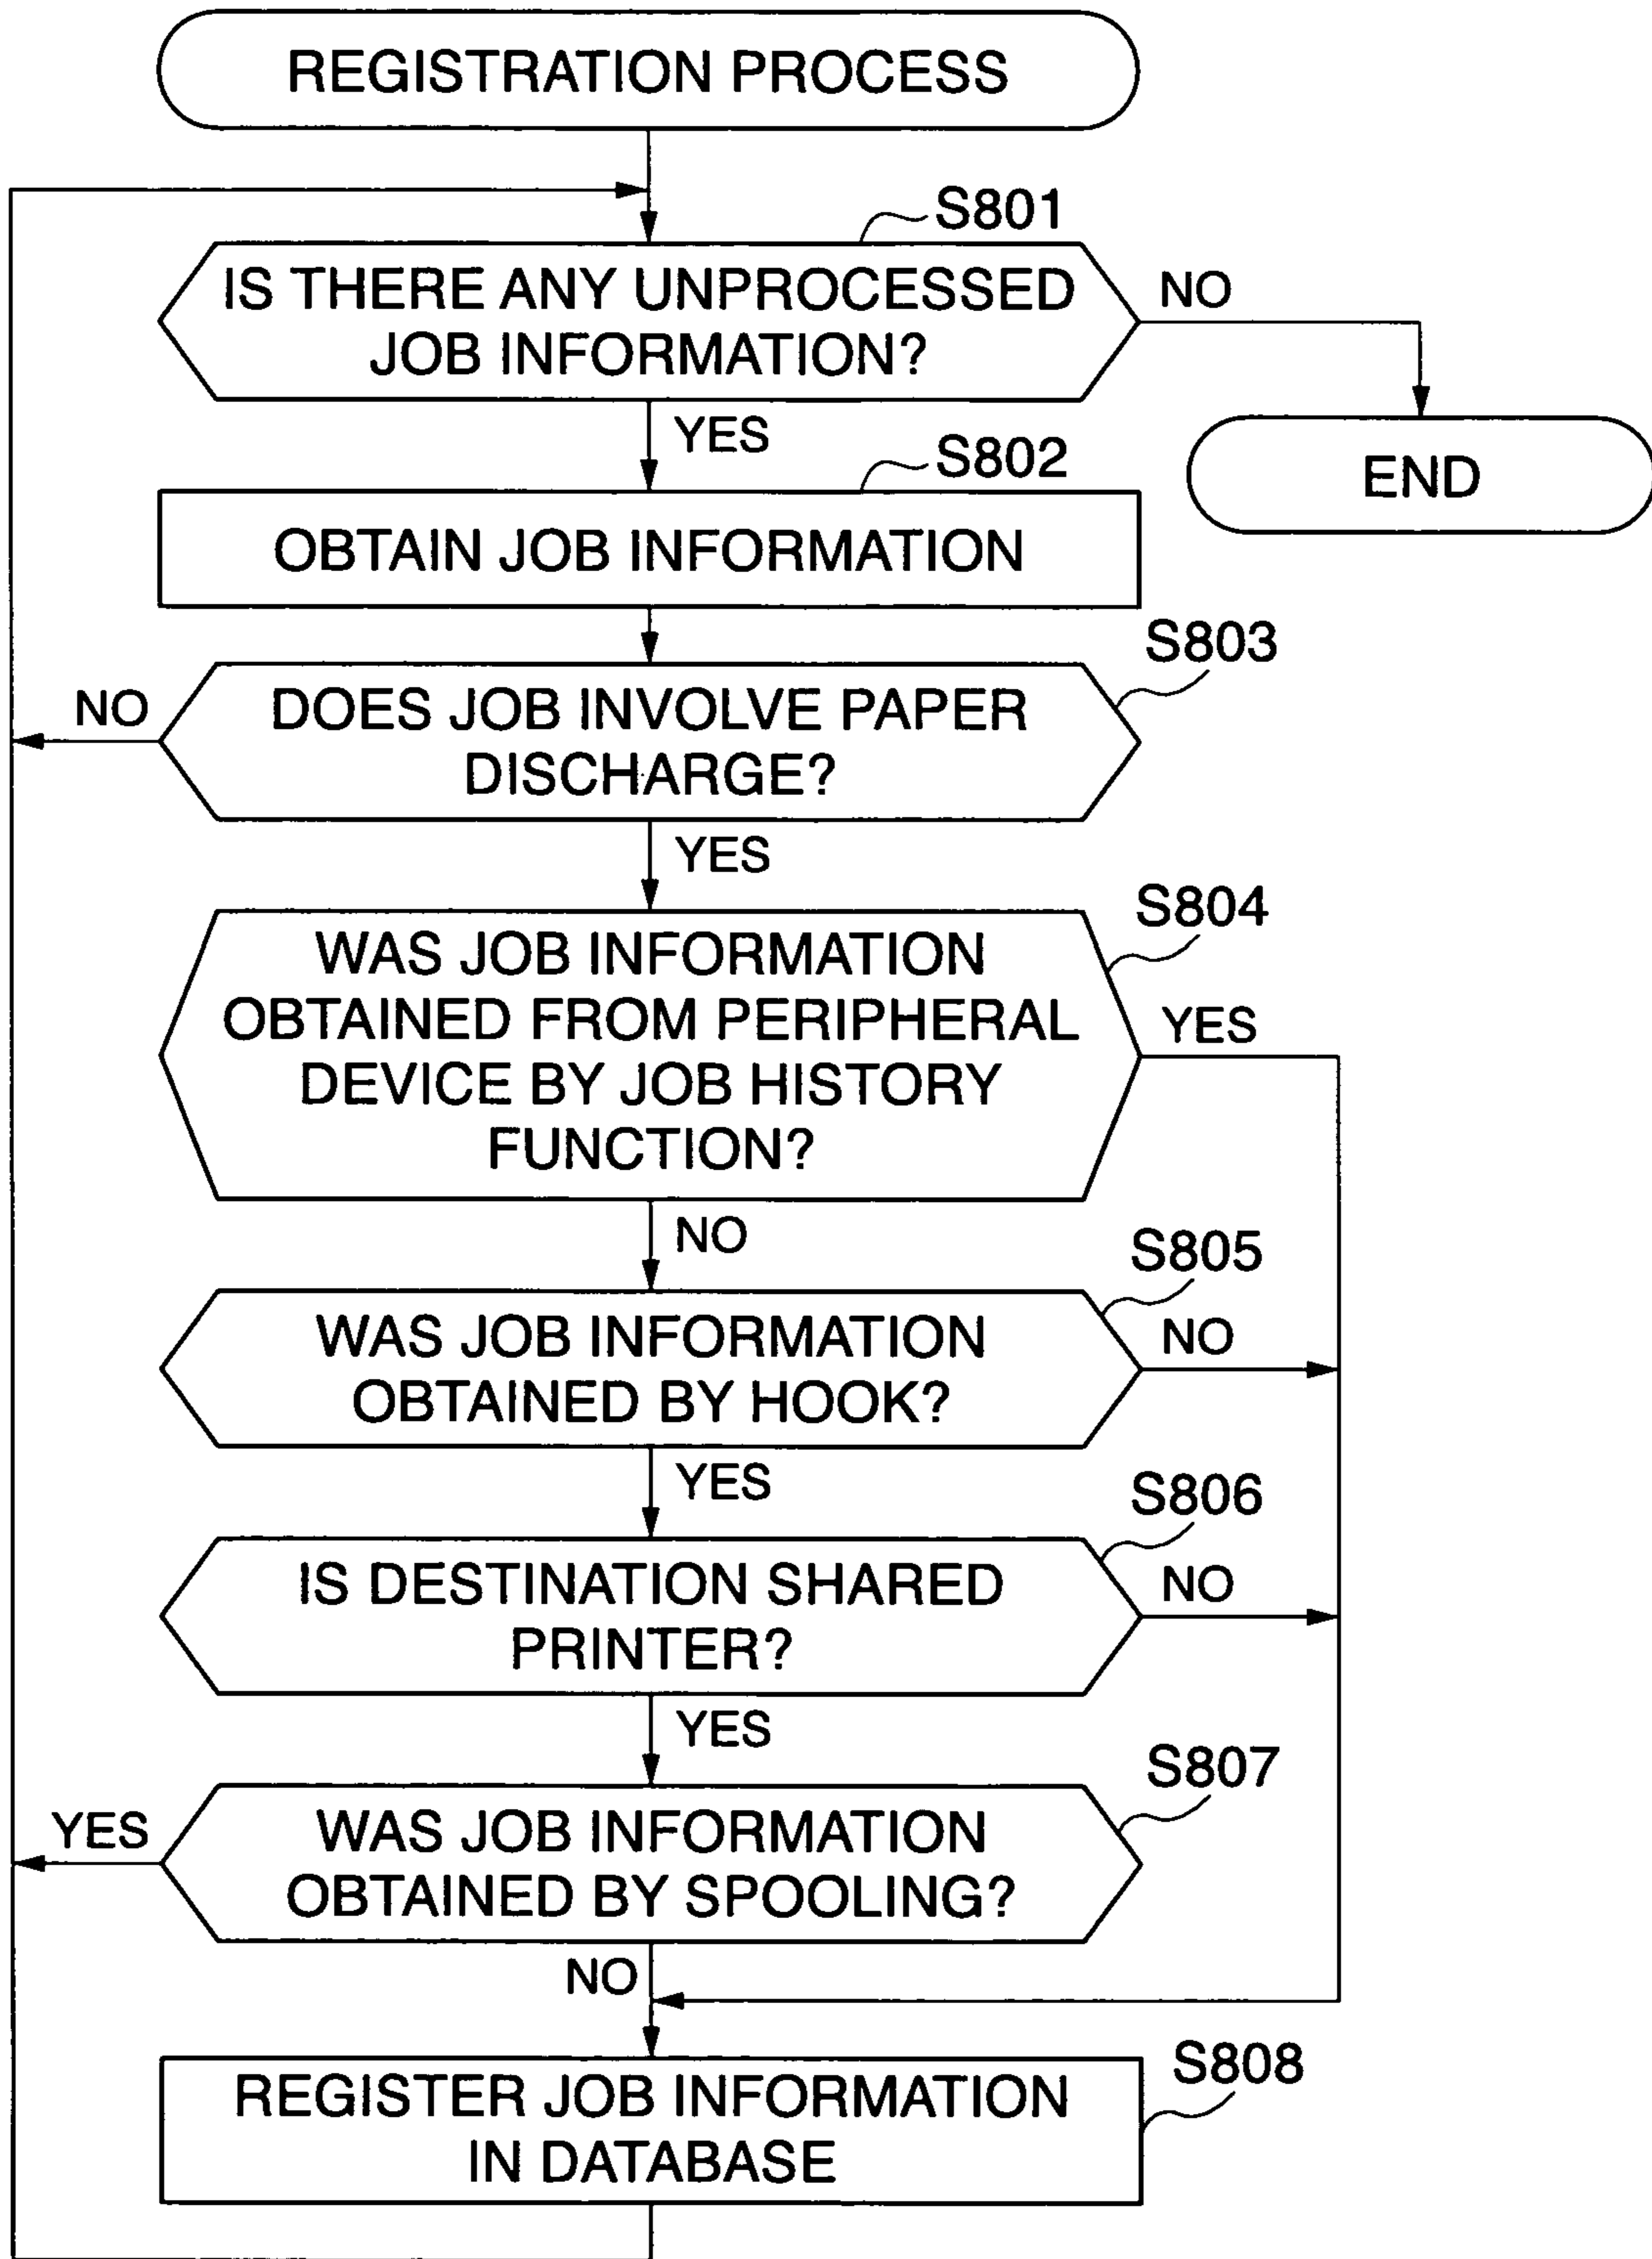 REGISTRATION PROCESS
S801
IS THERE ANY UNPROCESSED
JOB INFORMATION?
NO
YES
END
S802
OBTAIN JOB INFORMATION
S803
NO
DOES JOB INVOLVE PAPER
DISCHARGE?
YES
S804
WAS JOB INFORMATION
OBTAINED FROM PERIPHERAL
DEVICE BY JOB HISTORY
FUNCTION?
YES
NO
S805
WAS JOB INFORMATION
OBTAINED BY HOOK?
NO
YES
S806
IS DESTINATION SHARED
PRINTER?
NO
YES
S807
YES
WAS JOB INFORMATION
OBTAINED BY SPOOLING?
NO
S808
REGISTER JOB INFORMATION
IN DATABASE